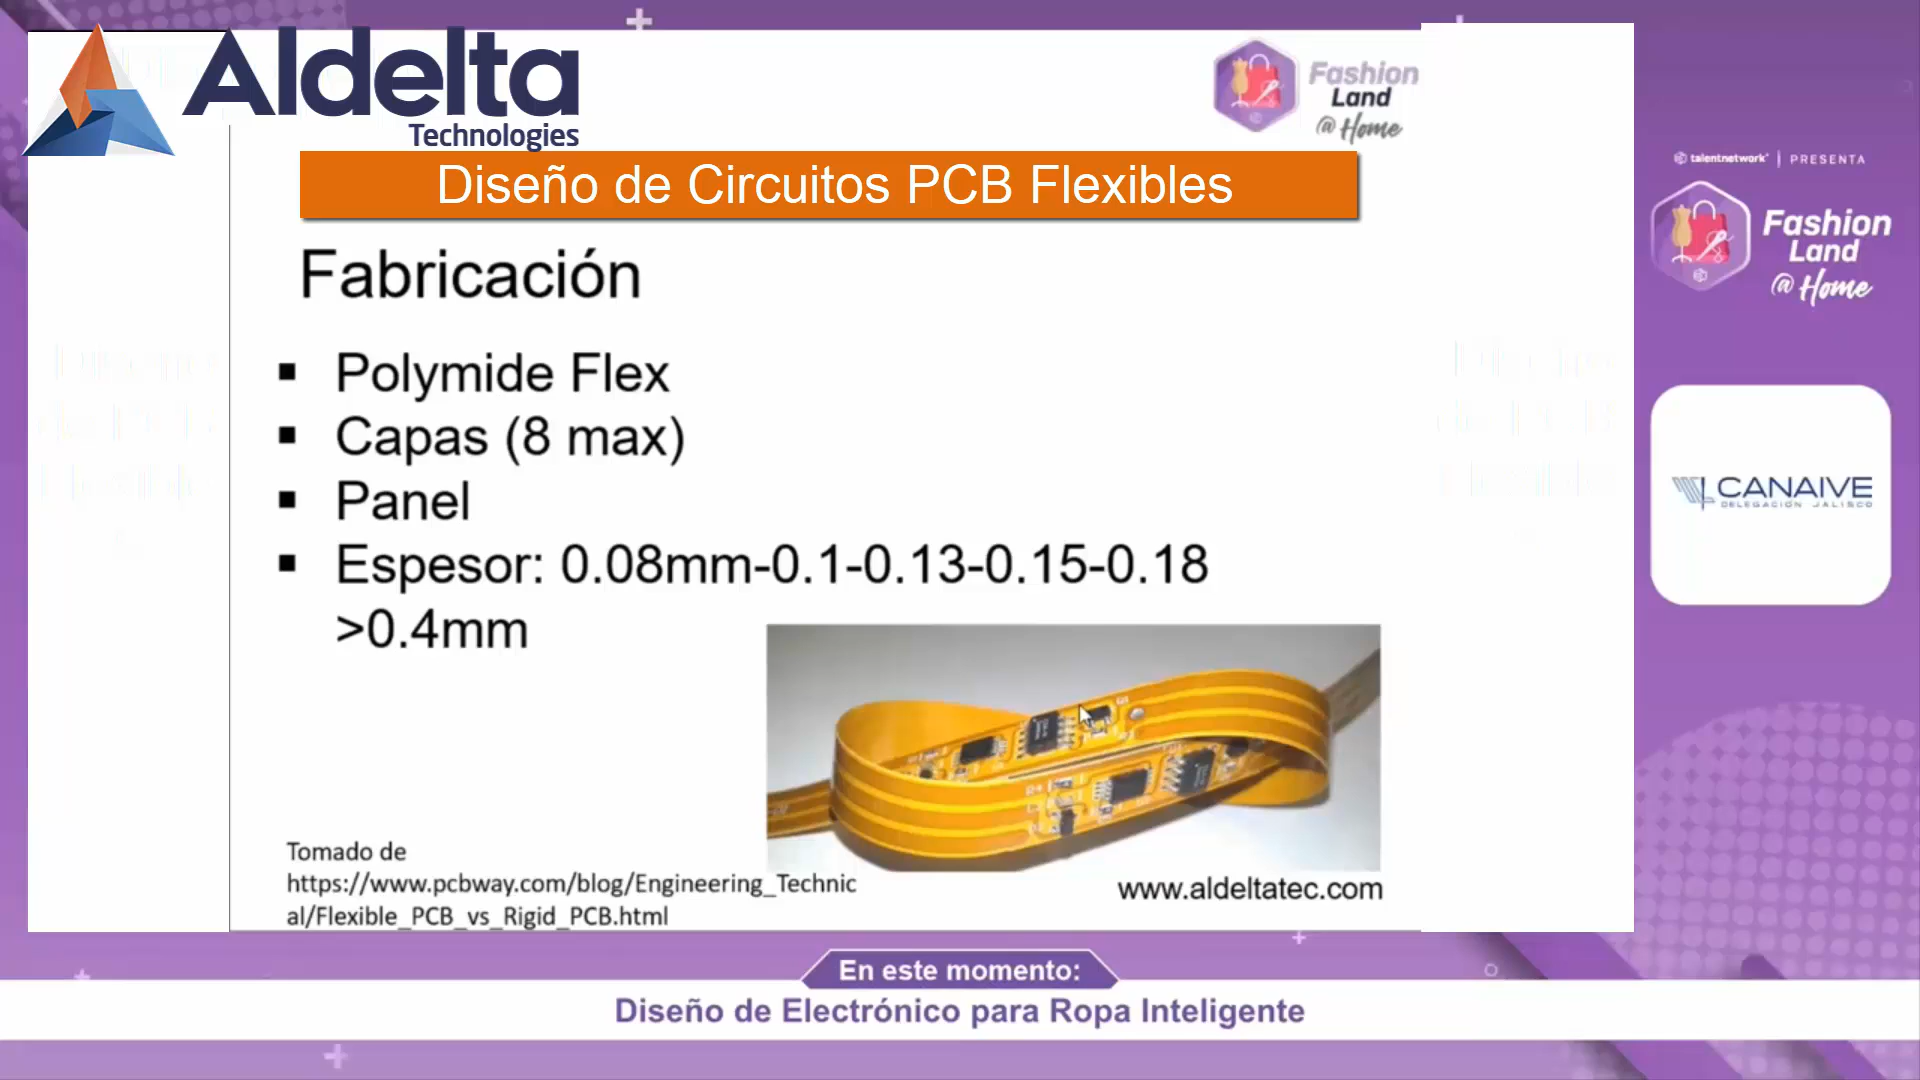 Aldelta
Technologies
Fashion
Land
@Home
Diseño de Circuitos PCB Flexibles
Fabricación
▪ Polymide Flex
▪ Capas (8 max)
▪ Panel
▪ Espesor: 0.08mm-0.1-0.13-0.15-0.18
>0.4mm
Tomado de
https://www.pcbway.com/blog/Engineering_Technic
al/Flexible_PCB_vs_Rigid_PCB.html
www.aldeltatec.com
talentnetwork | PRESENTA
Fashion
Land
@Home
CANAIVE
DELEGACIÓN JALISCO
En este momento:
Diseño de Electrónico para Ropa Inteligente